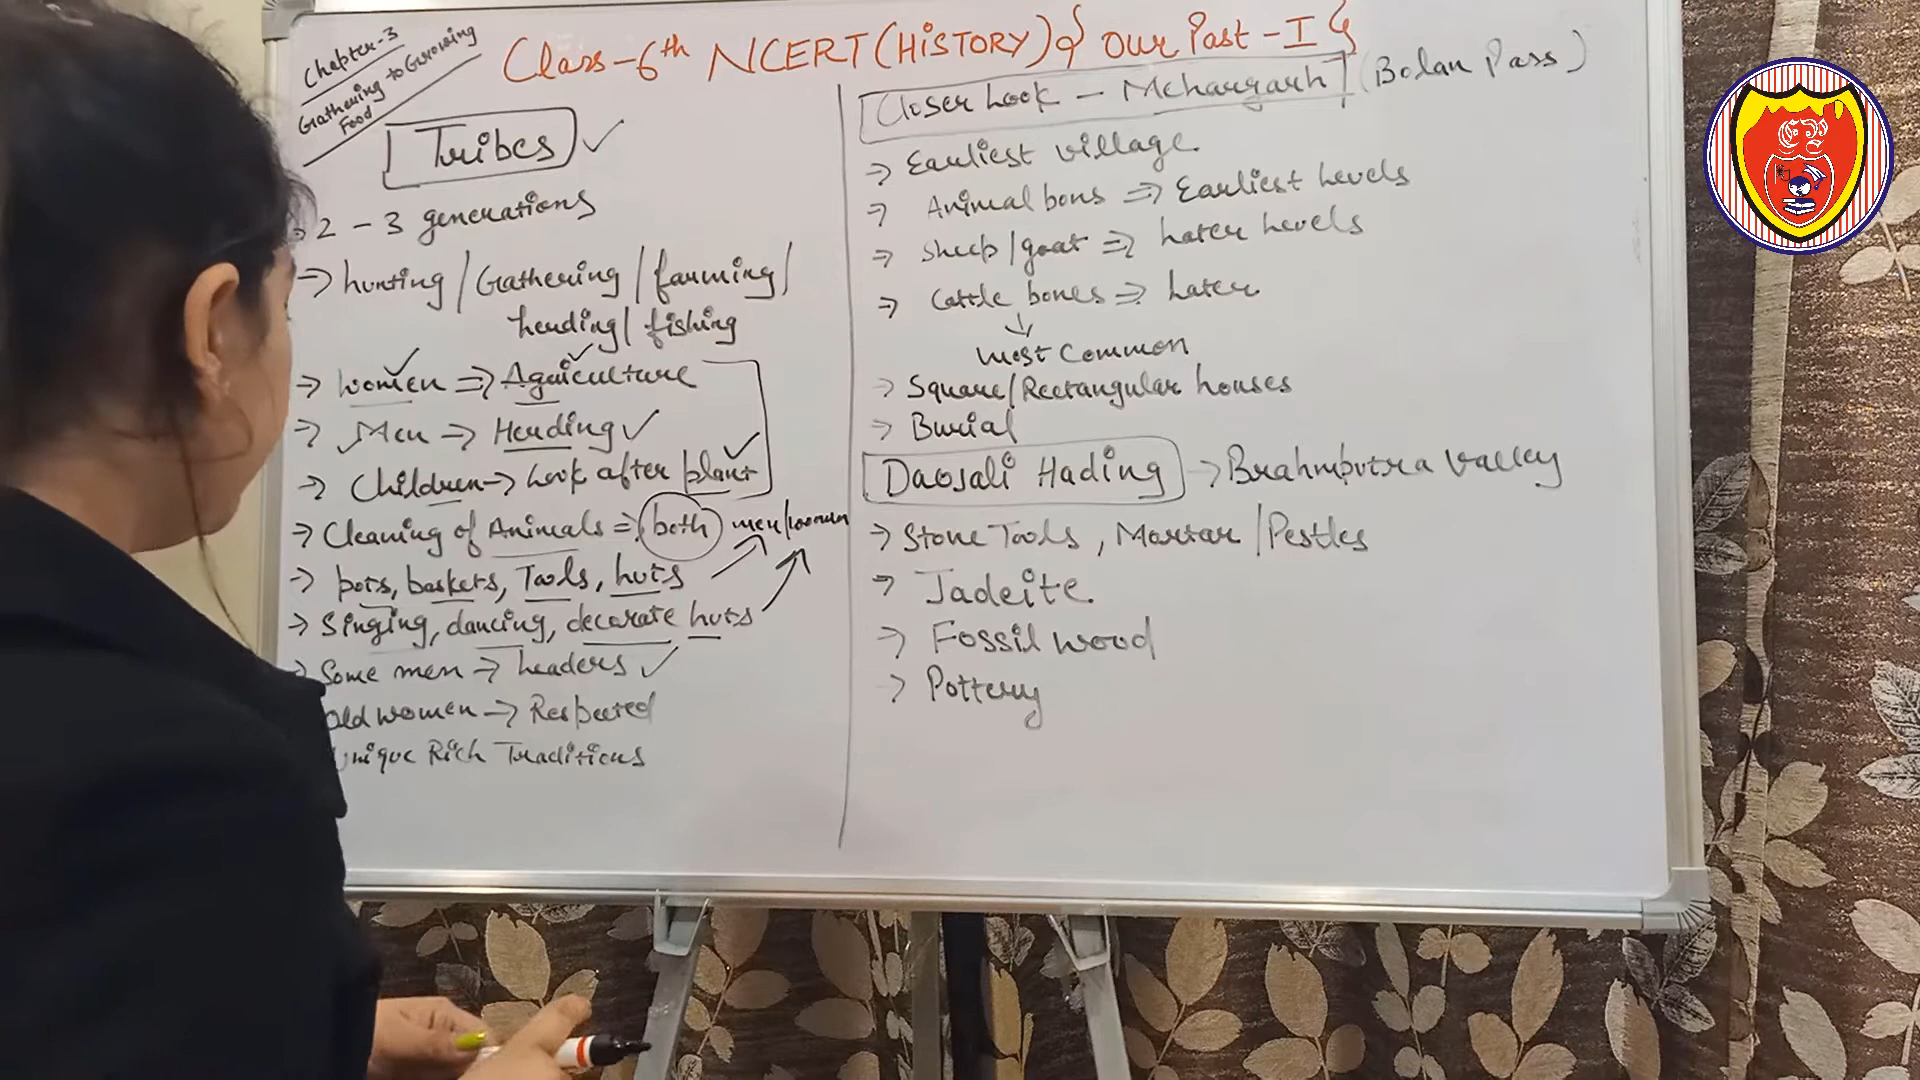 Chapter-3
Gathering to Growing
Food
Class-6th NCERT (HISTORY) { Our Past - I }
Tribes ✓
2 - 3 generations
→ hunting / Gathering / farming /
herding / fishing
→ women ⇒ Agriculture
→ Men ⇒ Herding ✓
→ Children → Look after plant
→ Cleaning of Animals ⇒ both men/women
→ pots, baskets, Tools, huts
→ Singing, dancing, decorate huts
→ Some men → Leaders ✓
old women → Respected
Unique Rich Traditions
Closer Look - Mehargarh (Bolan Pass)
→ Earliest village
→ Animal bons ⇒ Earliest Levels
→ Sheep/goat ⇒ Later Levels
→ Cattle bones ⇒ Later
↓
most common
→ Square/Rectangular houses
→ Burial
Daojali Hading → Brahmputra Valley
→ Stone Tools, Mortar / Pestles
→ Jadeite.
→ Fossil wood
→ Pottery